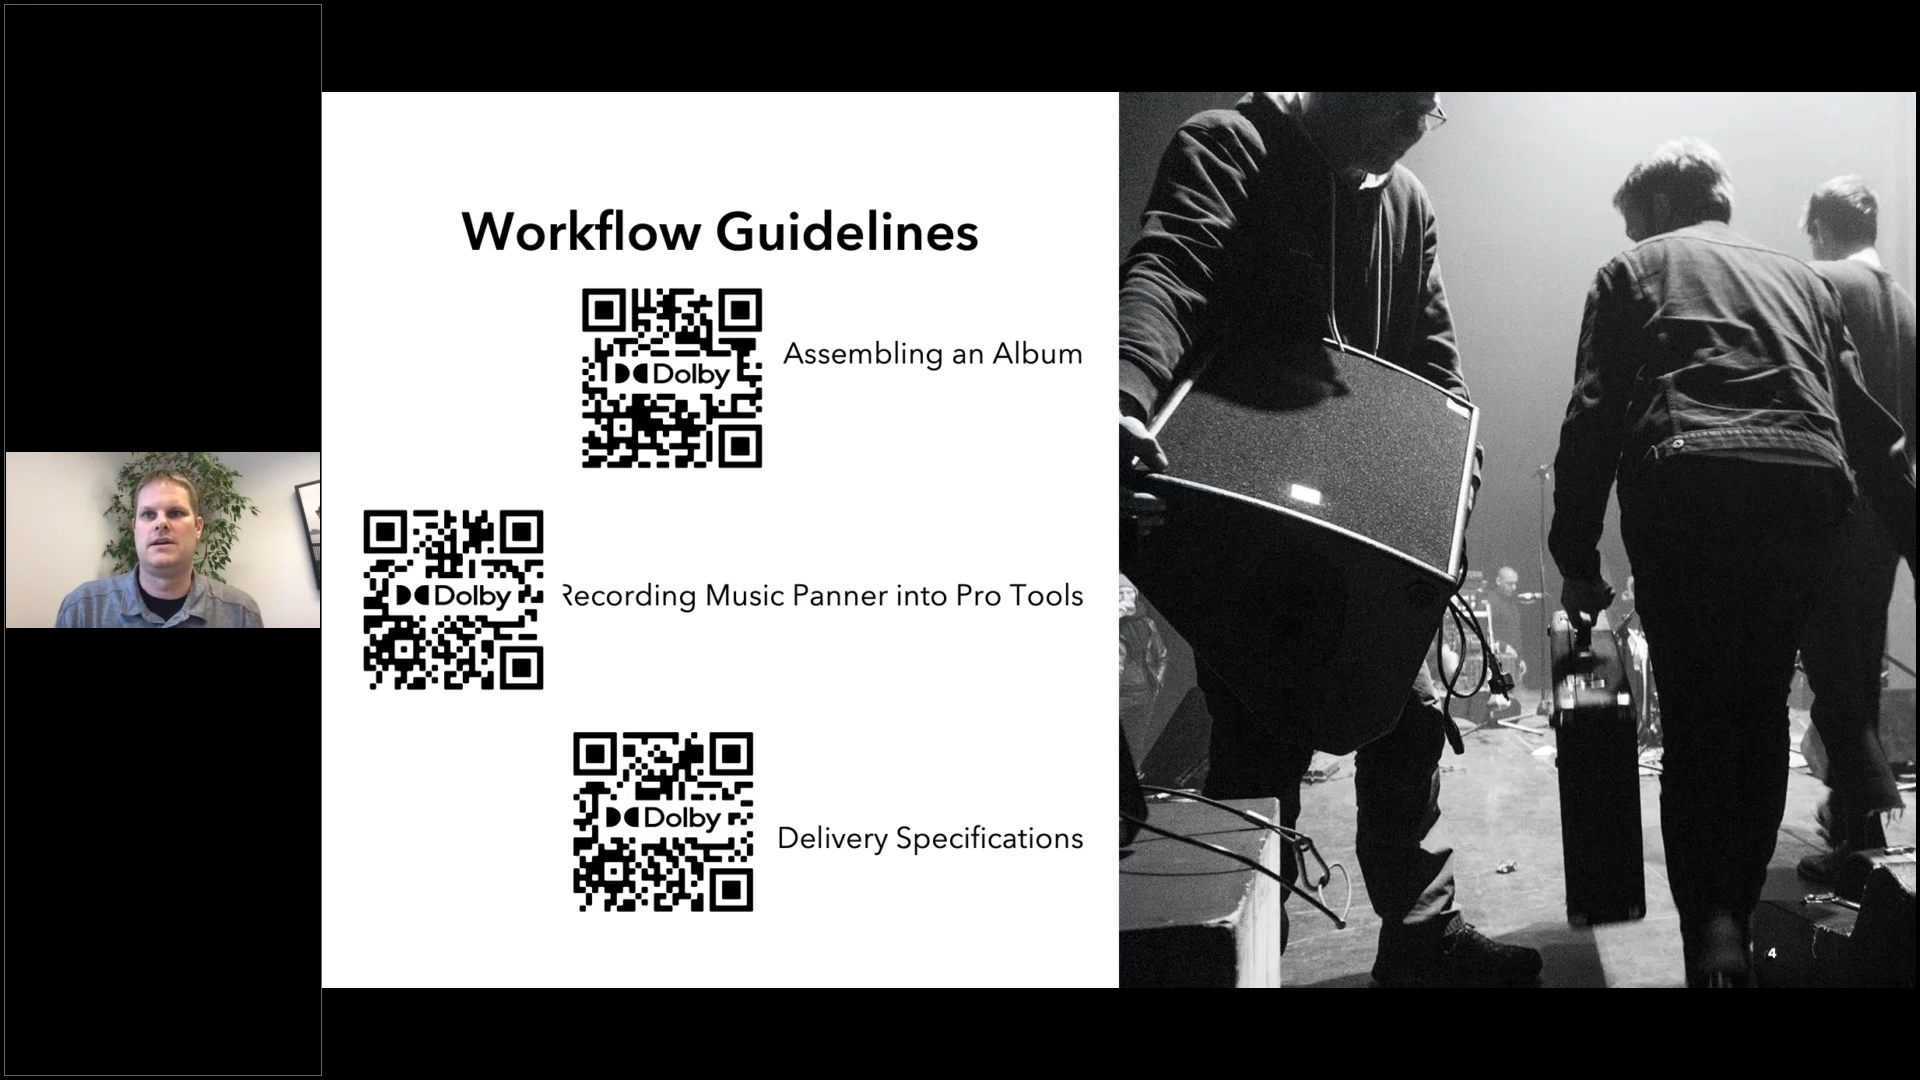 Workflow Guidelines
Dolby
Assembling an Album
Dolby
Recording Music Panner into Pro Tools
Dolby
Delivery Specifications
4